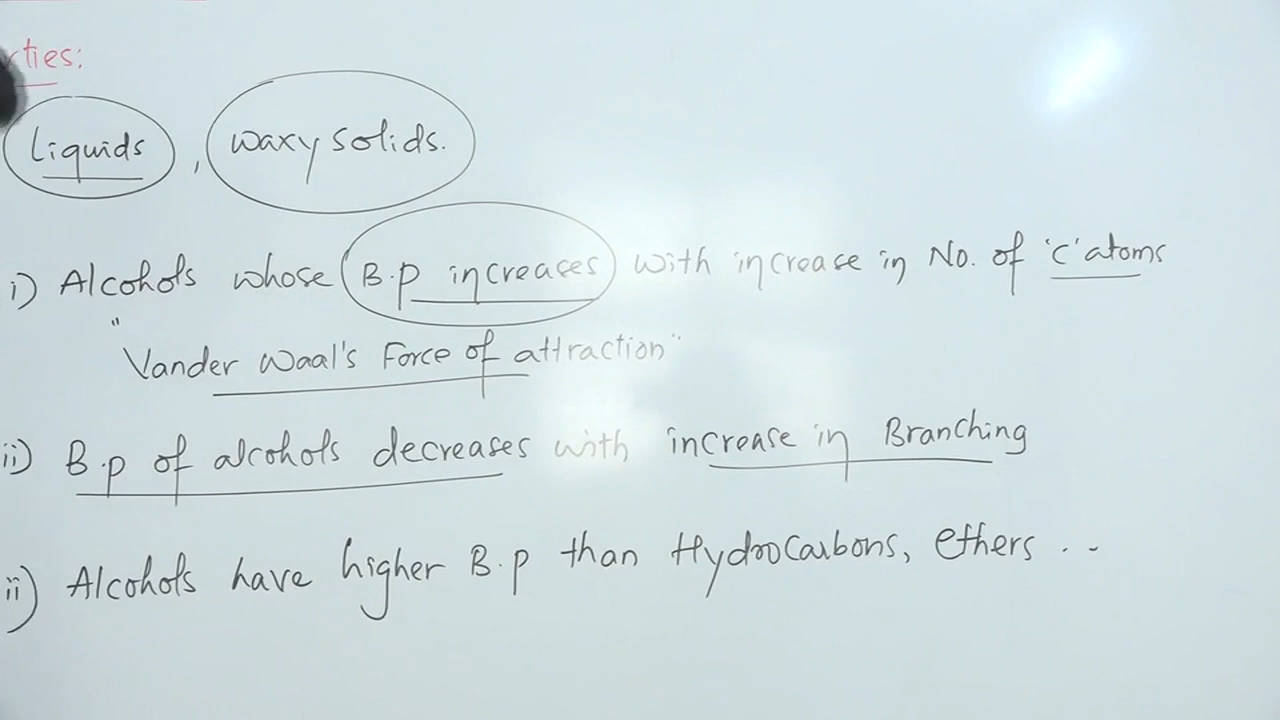 rties:
Liquids, waxy solids.
i) Alcohols whose B.p increases with increase in No. of 'c' atoms
"Vander Waal's Force of attraction"
ii) B.p of alcohols decreases with increase in Branching
ii) Alcohols have higher B.p than Hydrocarbons, ethers ..